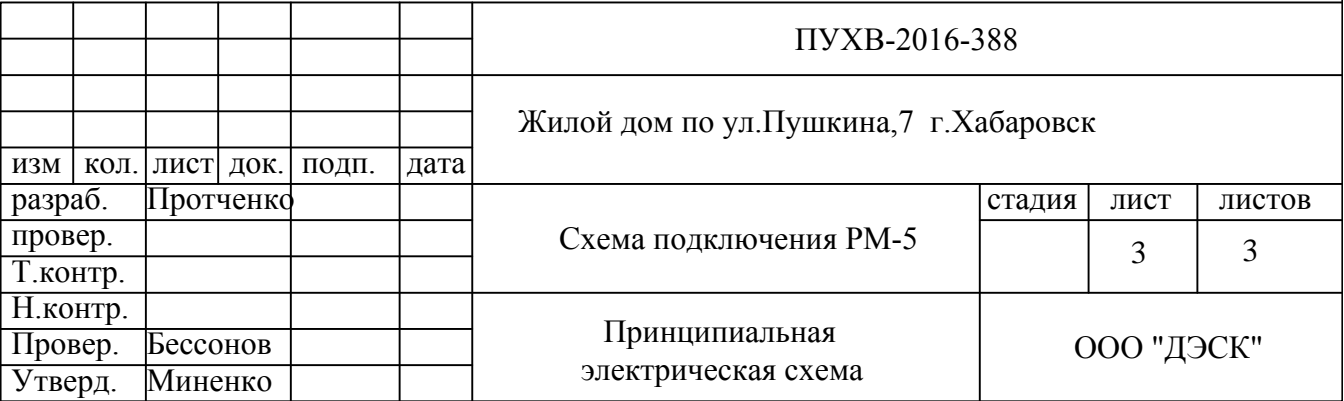 ПУХВ-2016-388
Жилой дом по ул.Пушкина,7 г.Хабаровск
изм кол. лист док. подп. дата
разраб. Протченко
провер.
Т.контр.
Н.контр.
Провер. Бессонов
Утверд. Миненко
Схема подключения РМ-5
стадия лист листов
3 3
Принципиальная
электрическая схема
ООО "ДЭСК"